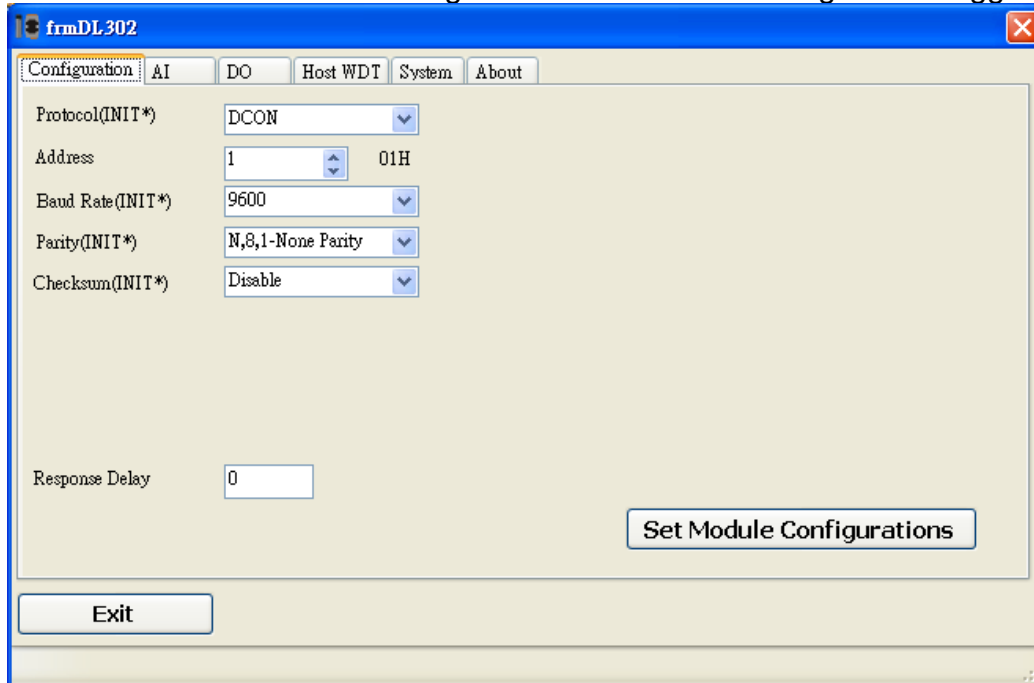 frmDL302
Configuration AI DO Host WDT System About
Protocol(INIT*) DCON
Address 1 01H
Baud Rate(INIT*) 9600
Parity(INIT*) N,8,1-None Parity
Checksum(INIT*) Disable
Response Delay 0
Set Module Configurations
Exit